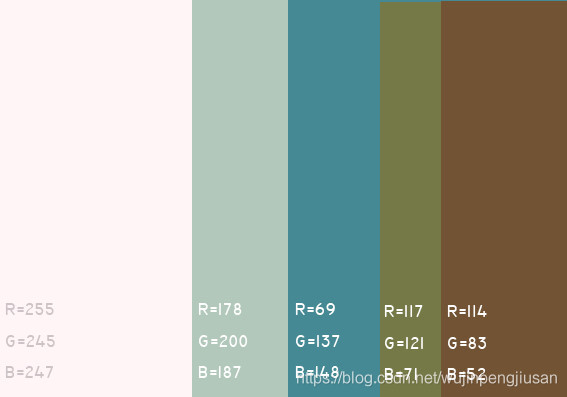 R=255
G=245
B=247
R=178
G=200
B=187
R=69
G=137
B=148
R=117
G=121
B=71
R=114
G=83
B=52
https://blog.csdn.net/wujinpengjiusan